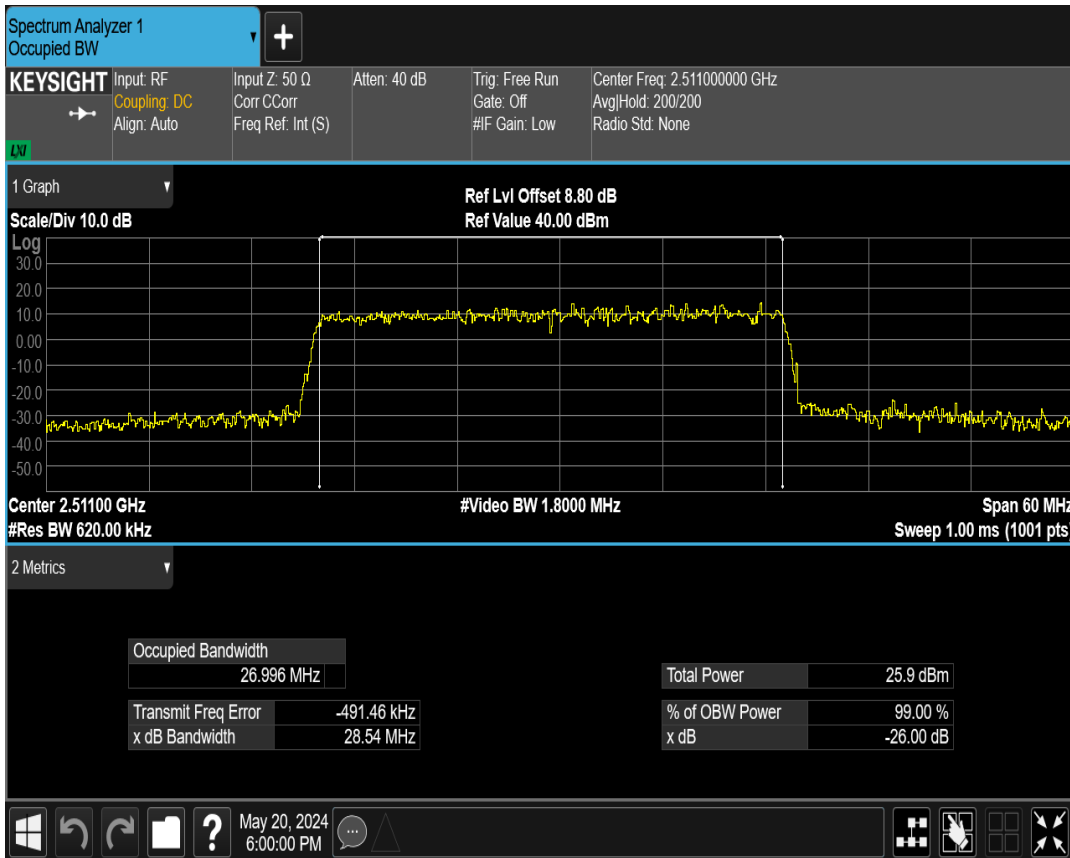 Spectrum Analyzer 1
Occupied BW
KEYSIGHT
LXI
Input: RF
Coupling: DC
Align: Auto
Input Z: 50 Ω
Corr CCorr
Freq Ref: Int (S)
Atten: 40 dB
Trig: Free Run
Gate: Off
#IF Gain: Low
Center Freq: 2.511000000 GHz
Avg|Hold: 200/200
Radio Std: None
1 Graph
Scale/Div 10.0 dB
Ref Lvl Offset 8.80 dB
Ref Value 40.00 dBm
Log
30.0
20.0
10.0
0.00
-10.0
-20.0
-30.0
-40.0
-50.0
Center 2.51100 GHz
#Video BW 1.8000 MHz
Span 60 MHz
#Res BW 620.00 kHz
Sweep 1.00 ms (1001 pts)
2 Metrics
Occupied Bandwidth
26.996 MHz
Total Power 25.9 dBm
Transmit Freq Error -491.46 kHz
% of OBW Power 99.00 %
x dB Bandwidth 28.54 MHz
x dB -26.00 dB
May 20, 2024
6:00:00 PM